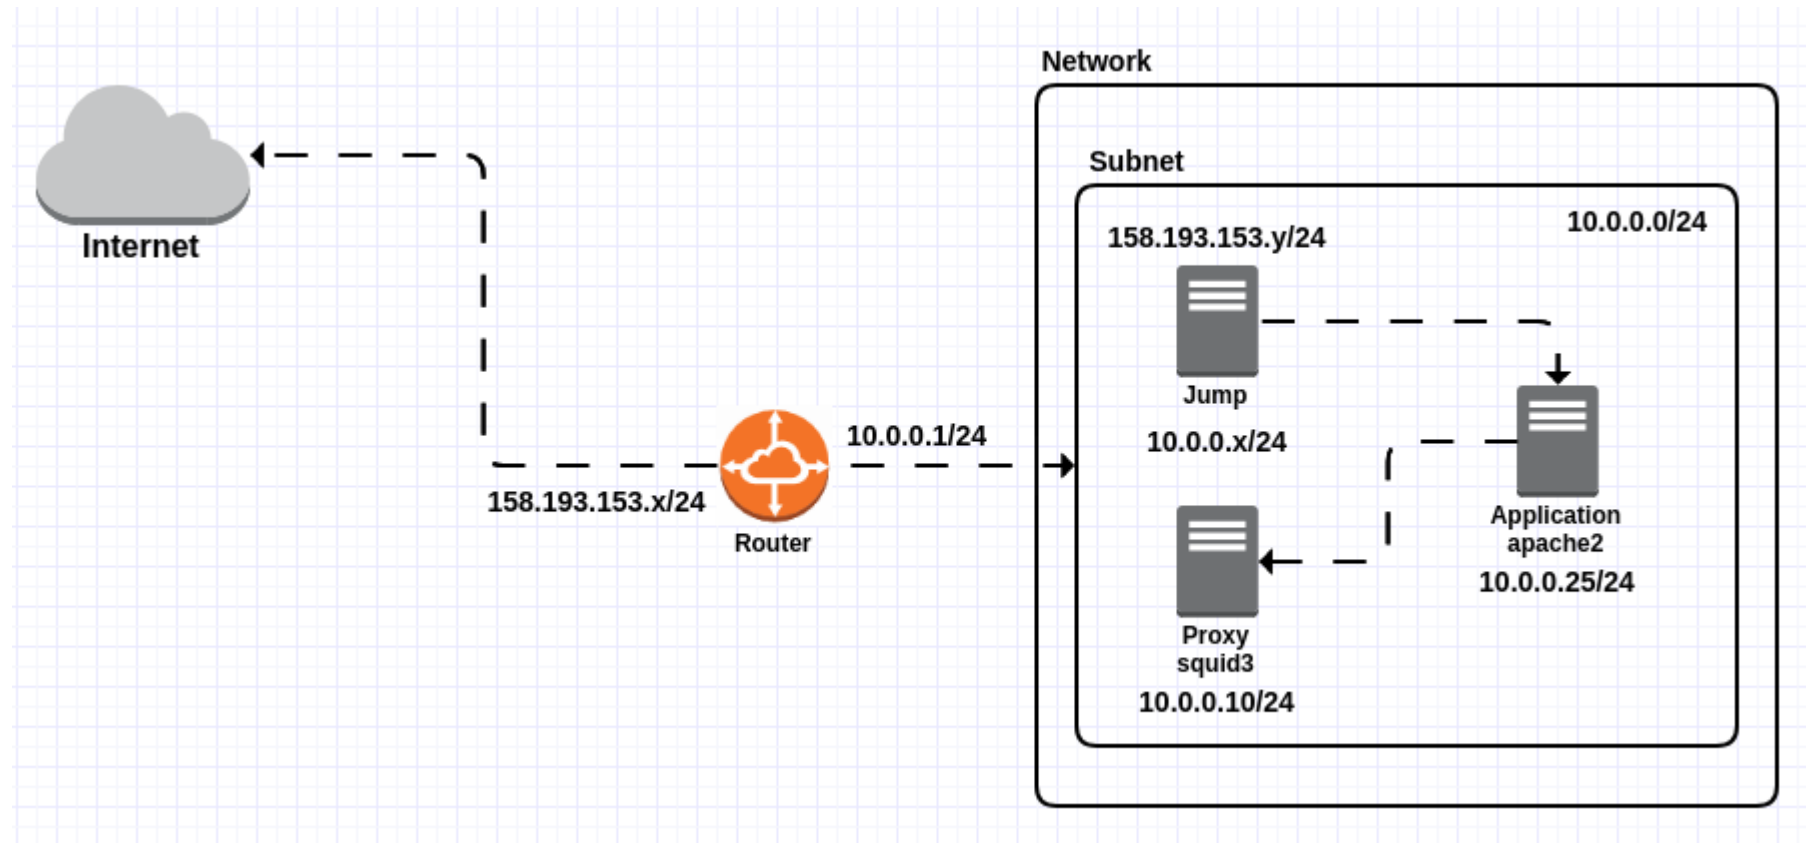 Network
Subnet
10.0.0.0/24
158.193.153.y/24
Internet
Jump
10.0.0.1/24
10.0.0.x/24
158.193.153.x/24
Router
Application
apache2
10.0.0.25/24
Proxy
squid3
10.0.0.10/24